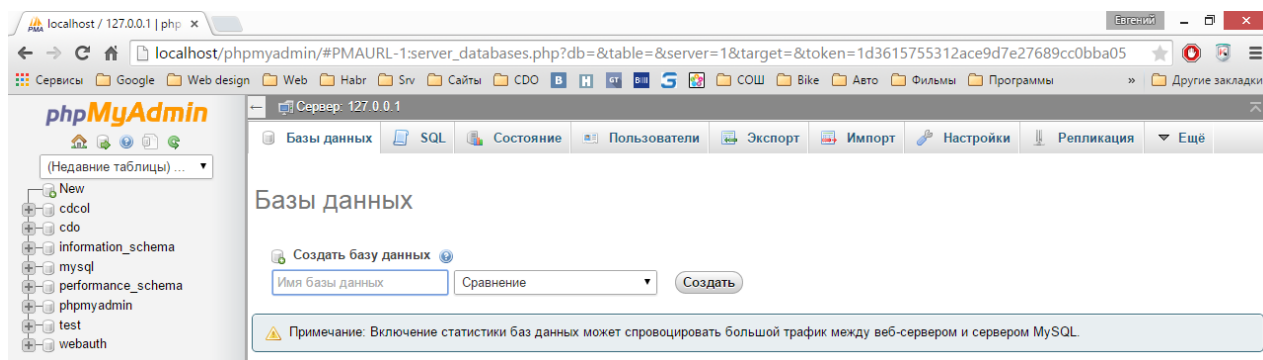 localhost / 127.0.0.1 | php
Евгений
localhost/phpmyadmin/#PMAURL-1:server_databases.php?db=&table=&server=1&target=&token=1d3615755312ace9d7e27689cc0bba05
Сервисы Google Web design Web Habr Srv Сайты CDO B H GT СОШ Bike Авто Фильмы Программы » Другие закладки
phpMyAdmin
(Недавние таблицы) ...
New
cdcol
cdo
information_schema
mysql
performance_schema
phpmyadmin
test
webauth
Сервер: 127.0.0.1
Базы данных SQL Состояние Пользователи Экспорт Импорт Настройки Репликация Ещё
Базы данных
Создать базу данных
Имя базы данных Сравнение Создать
Примечание: Включение статистики баз данных может спровоцировать большой трафик между веб-сервером и сервером MySQL.